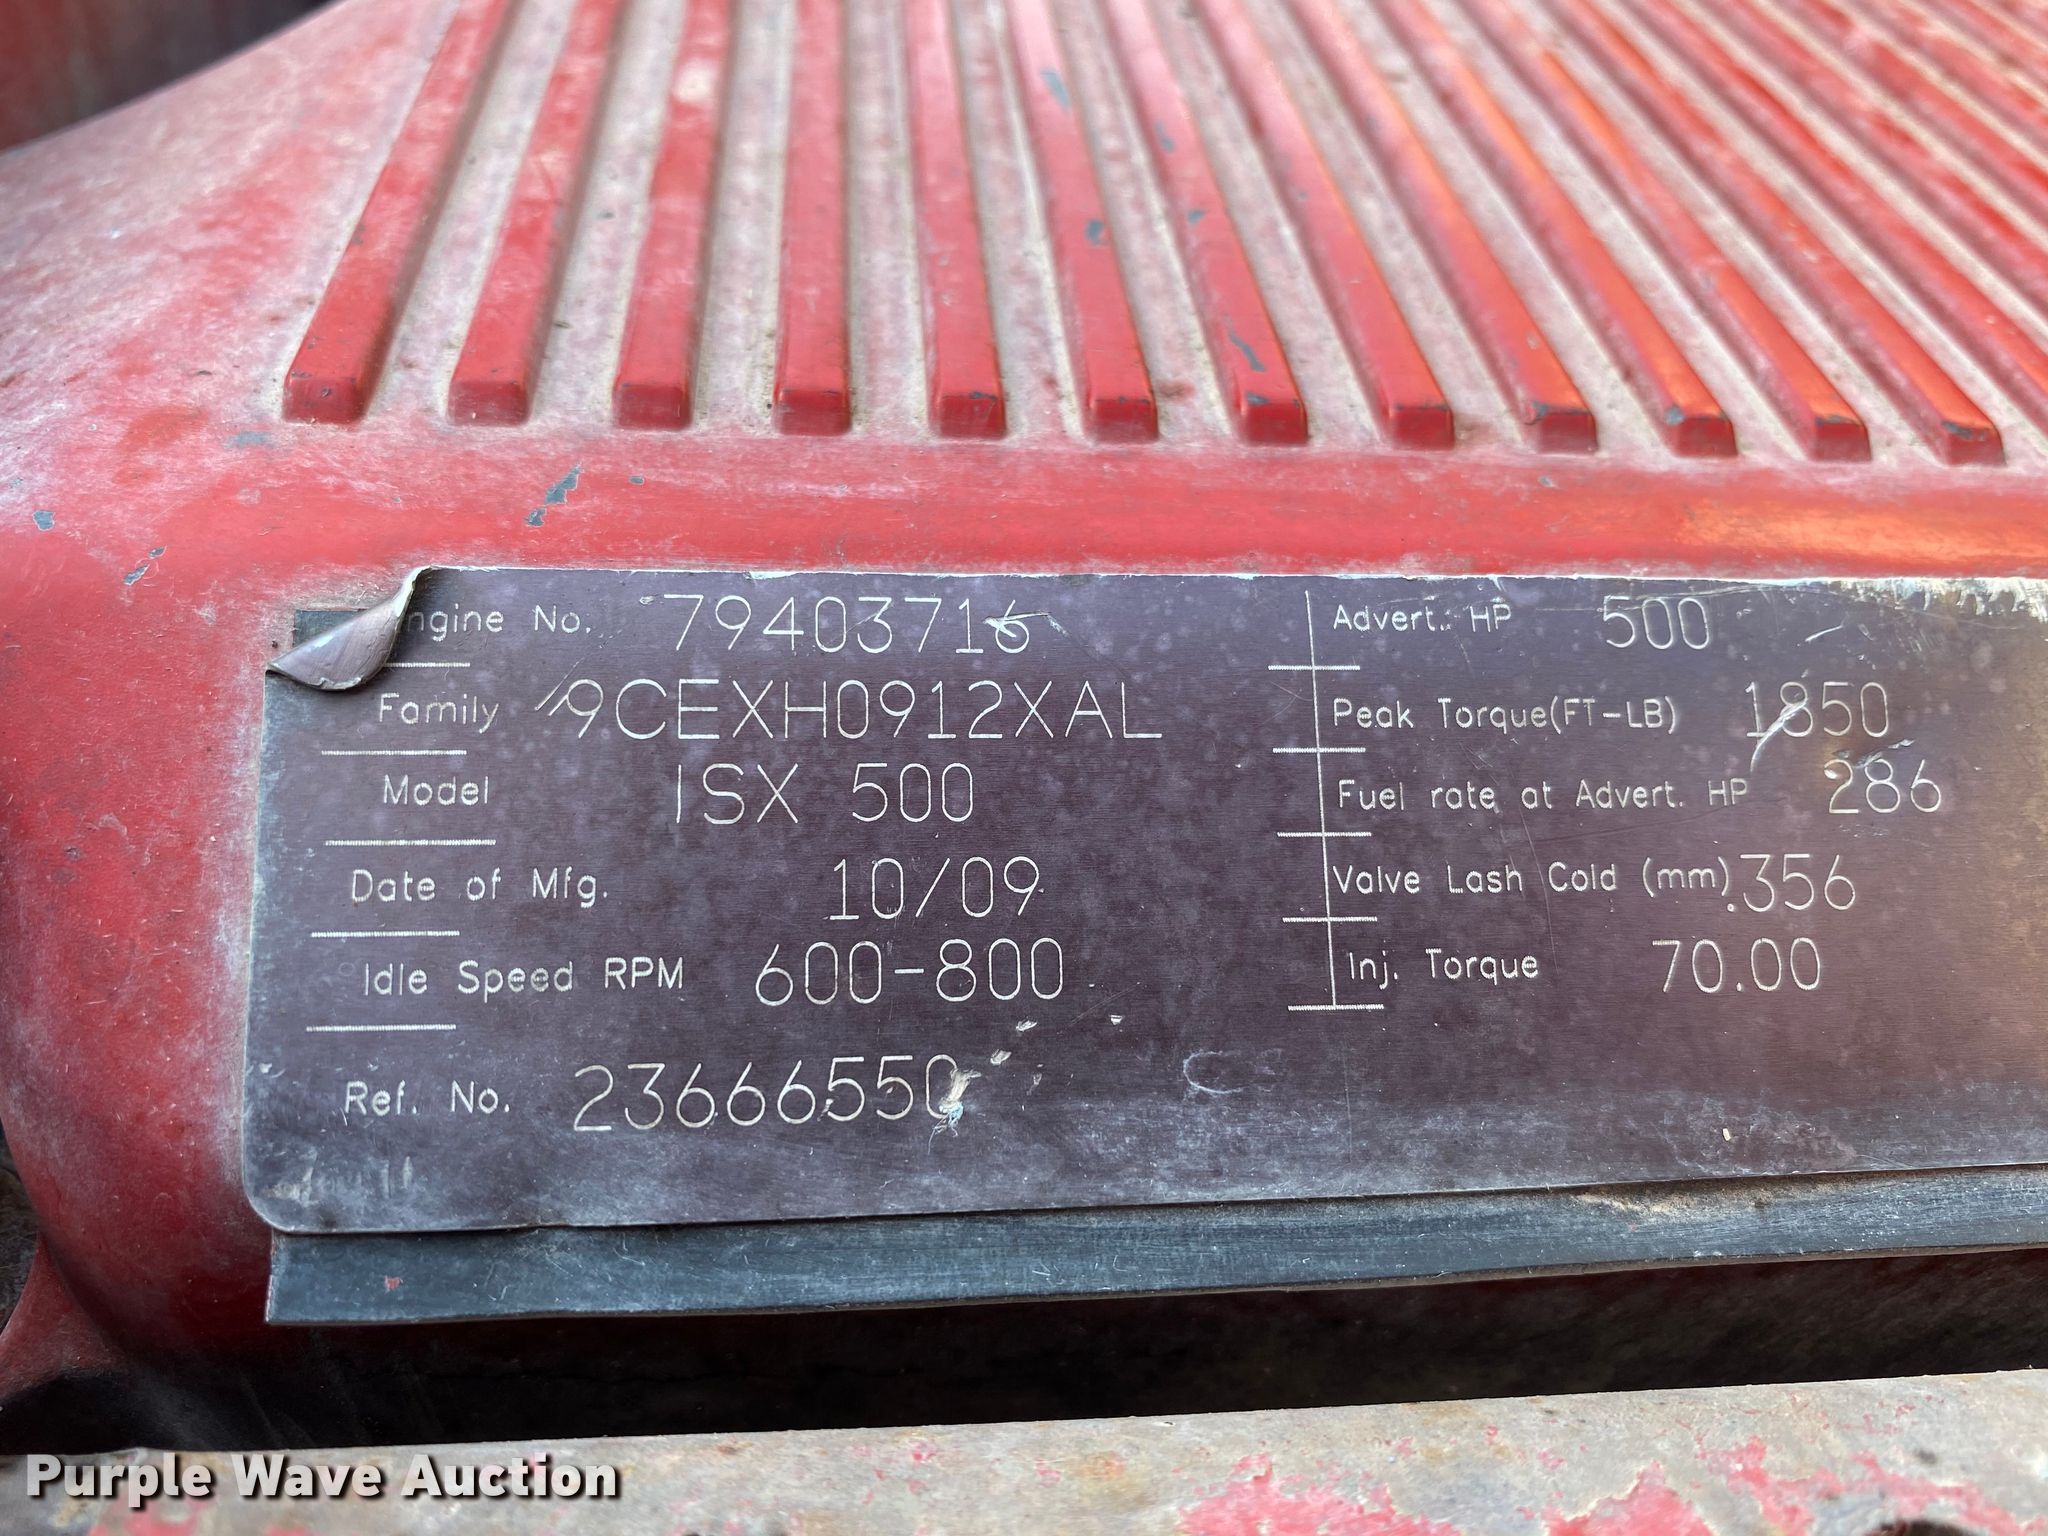 ngine No. 79403716
Family 9CEXH0912XAL
Model ISX 500
Date of Mfg. 10/09
Idle Speed RPM 600-800
Ref. No. 23666550
Advert. HP 500
Peak Torque(FT-LB) 1850
Fuel rate at Advert. HP 286
Valve Lash Cold (mm) .356
Inj. Torque 70.00
Purple Wave Auction